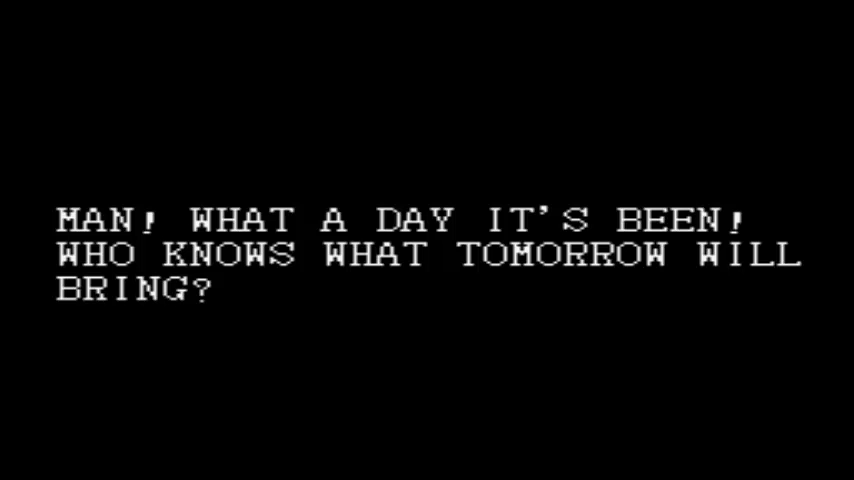 MAN! WHAT A DAY IT'S BEEN!
WHO KNOWS WHAT TOMORROW WILL
BRING?